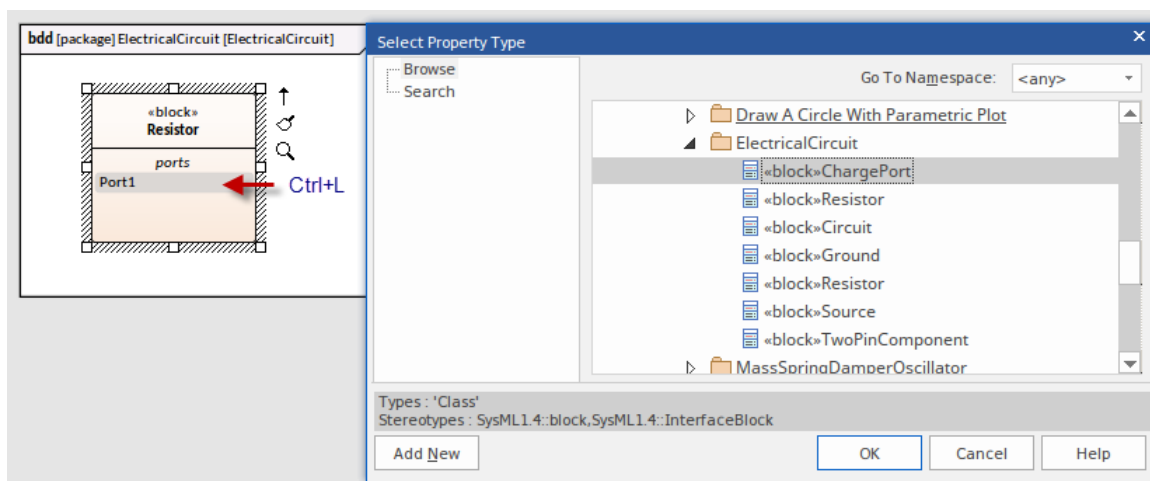 bdd [package] ElectricalCircuit [ElectricalCircuit]
«block»
Resistor
ports
Port1
Ctrl+L
Select Property Type
×
Browse
Search
Go To Namespace: <any>
Draw A Circle With Parametric Plot
ElectricalCircuit
«block»ChargePort
«block»Resistor
«block»Circuit
«block»Ground
«block»Resistor
«block»Source
«block»TwoPinComponent
MassSpringDamperOscillator
Types : 'Class'
Stereotypes : SysML1.4::block,SysML1.4::InterfaceBlock
Add New OK Cancel Help